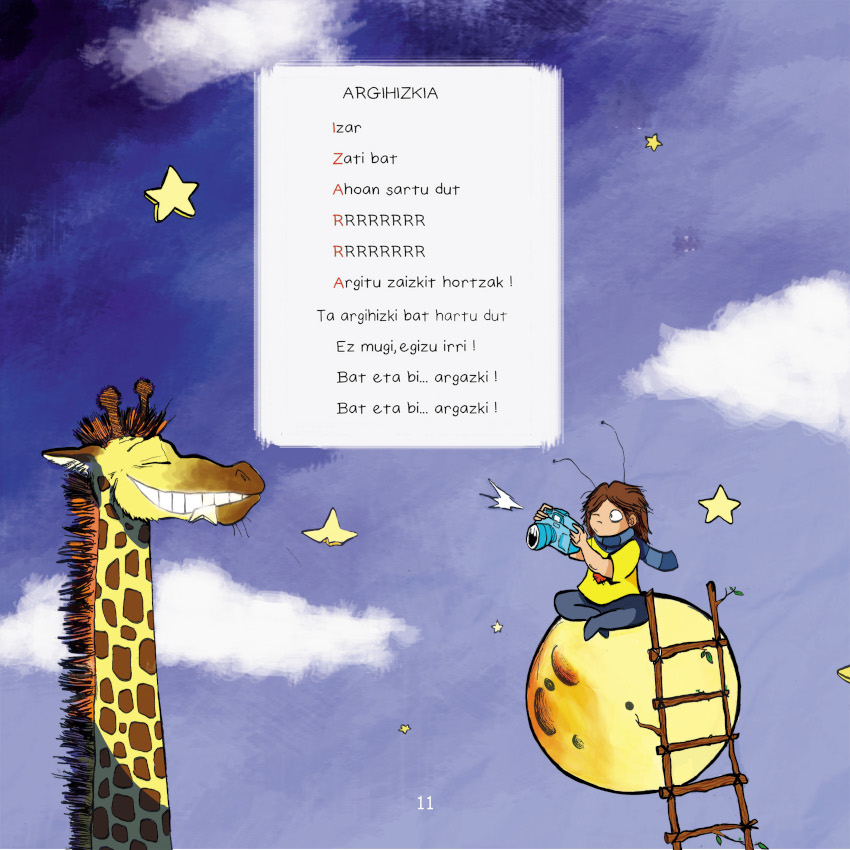 ARGIHIZKIA
Izar
Zati bat
Ahoan sartu dut
RRRRRRRR
RRRRRRRR
Argitu zaizkit hortzak !
Ta argihizki bat hartu dut
Ez mugi,egizu irri !
Bat eta bi... argazki !
Bat eta bi... argazki !
11